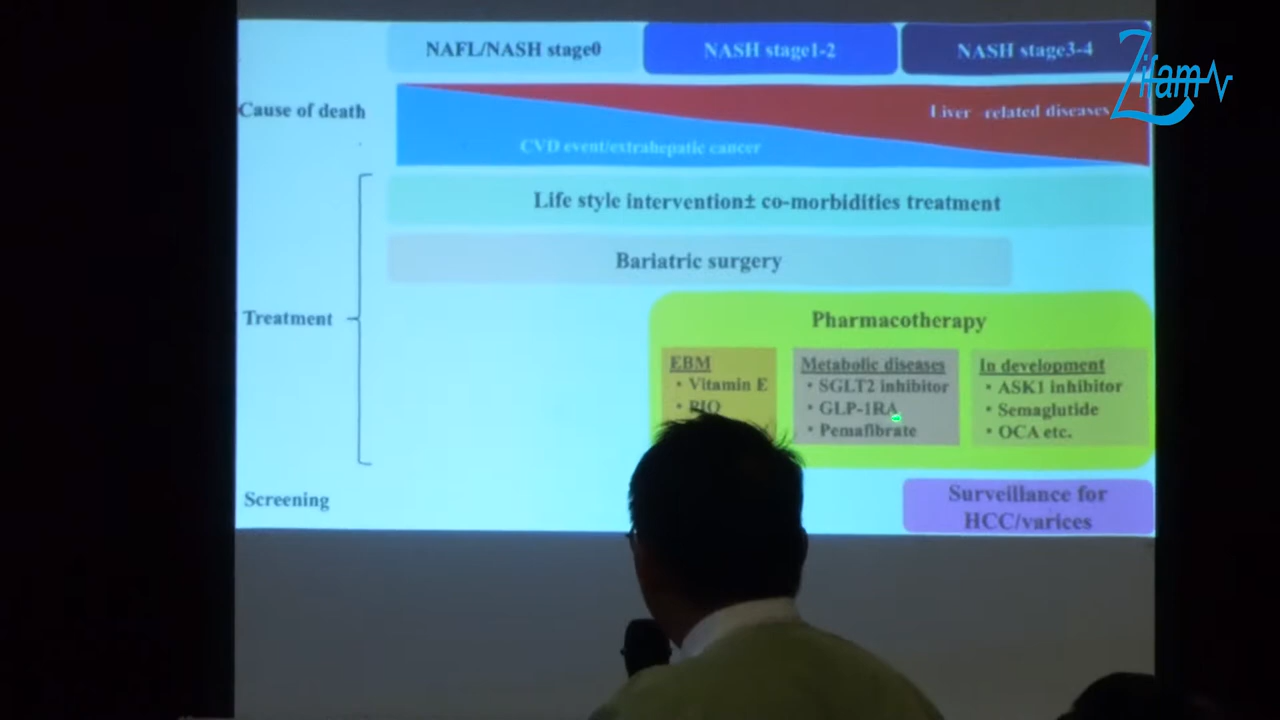 NAFL/NASH stage0
NASH stage1-2
NASH stage3-4
Zifam
Cause of death
Liver related diseases
CVD event/extrahepatic cancer
Life style intervention± co-morbidities treatment
Bariatric surgery
Treatment
Pharmacotherapy
EBM
• Vitamin E
• PIO
Metabolic diseases
• SGLT2 inhibitor
• GLP-1RA
• Pemafibrate
In development
• ASK1 inhibitor
• Semaglutide
• OCA etc.
Screening
Surveillance for
HCC/varices